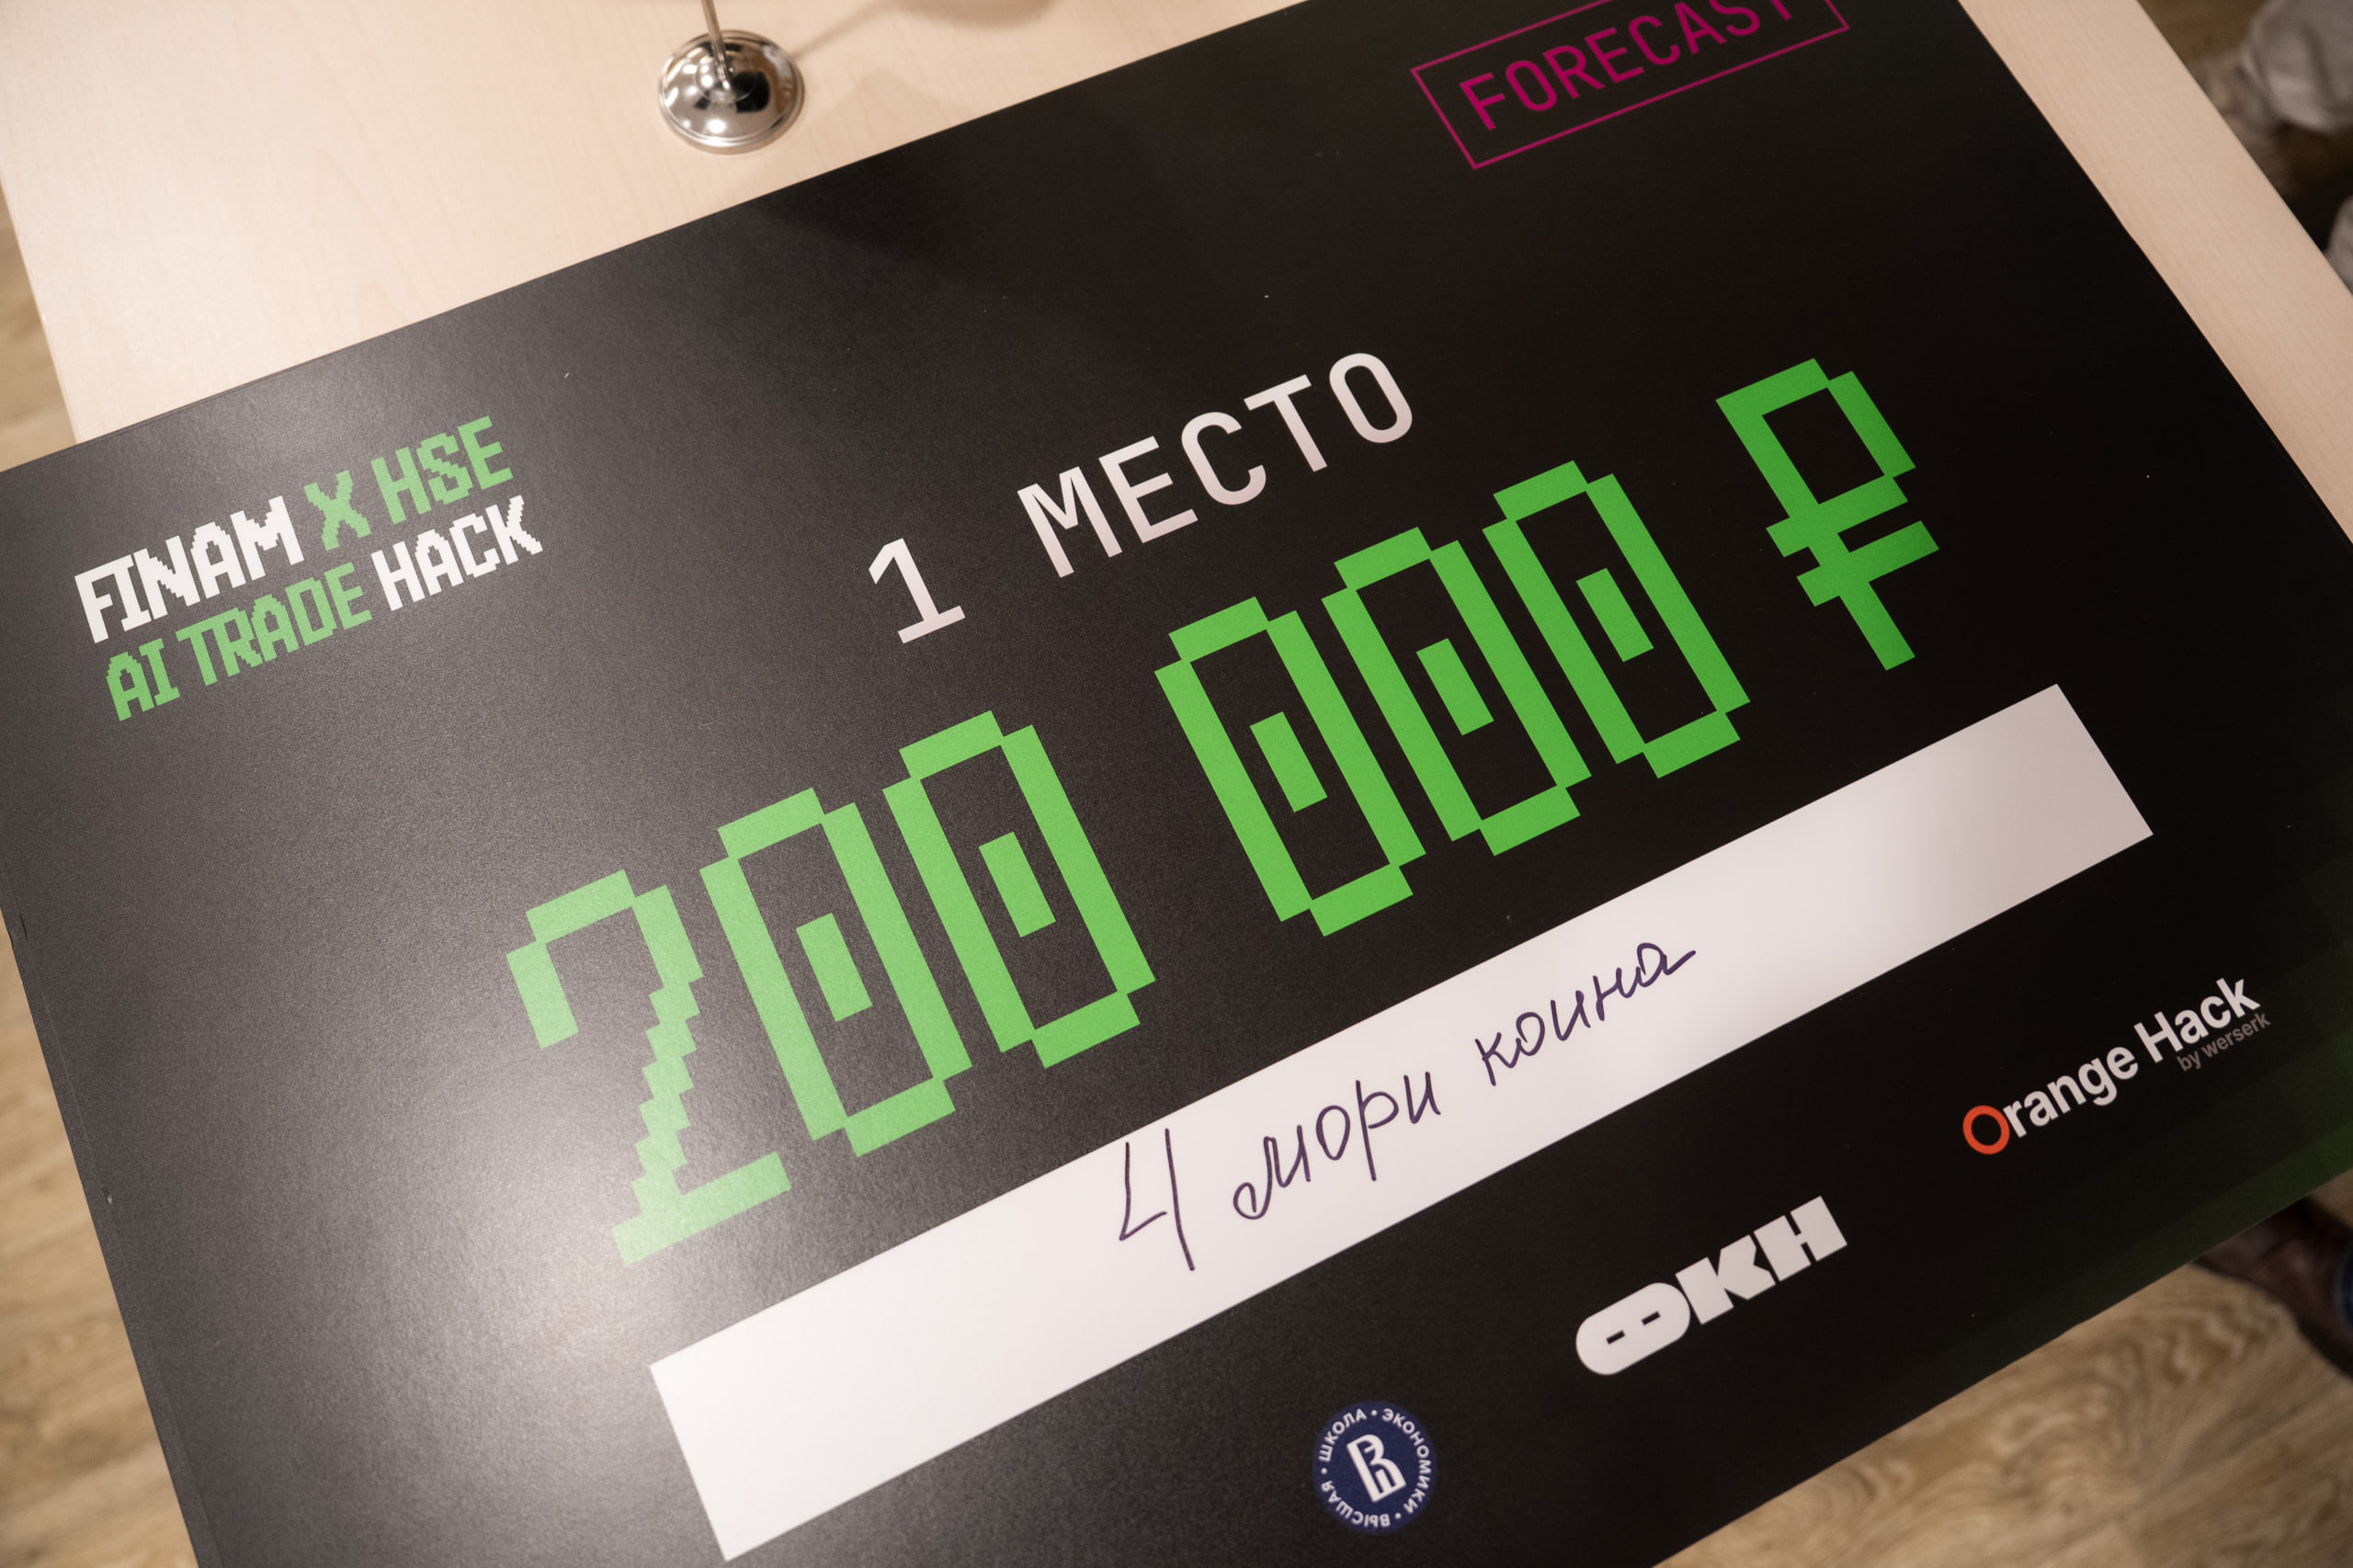 FORECAST
FINAM X HSE
AI TRADE HACK
1 МЕСТО
200 000 ₽
4 мори коина
Orange Hack
by werserk
ФКН
ВЫСШАЯ • ШКОЛА • ЭКОНОМИКИ •